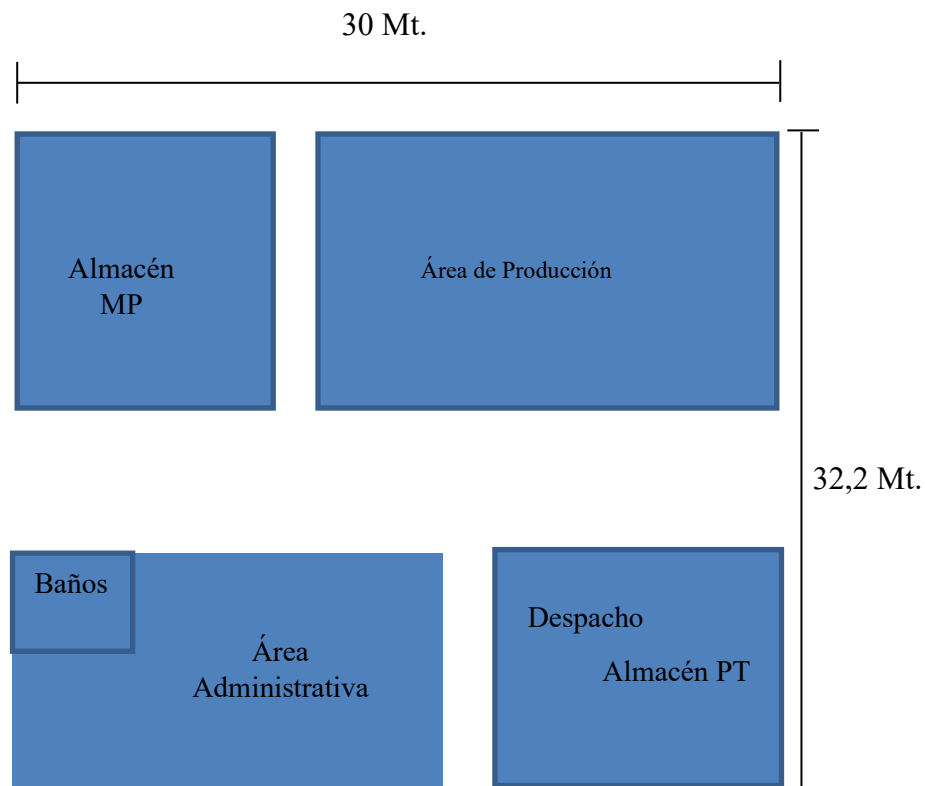 30 Mt.
Almacén
MP
Área de Producción
32,2 Mt.
Baños
Área
Administrativa
Despacho
Almacén PT